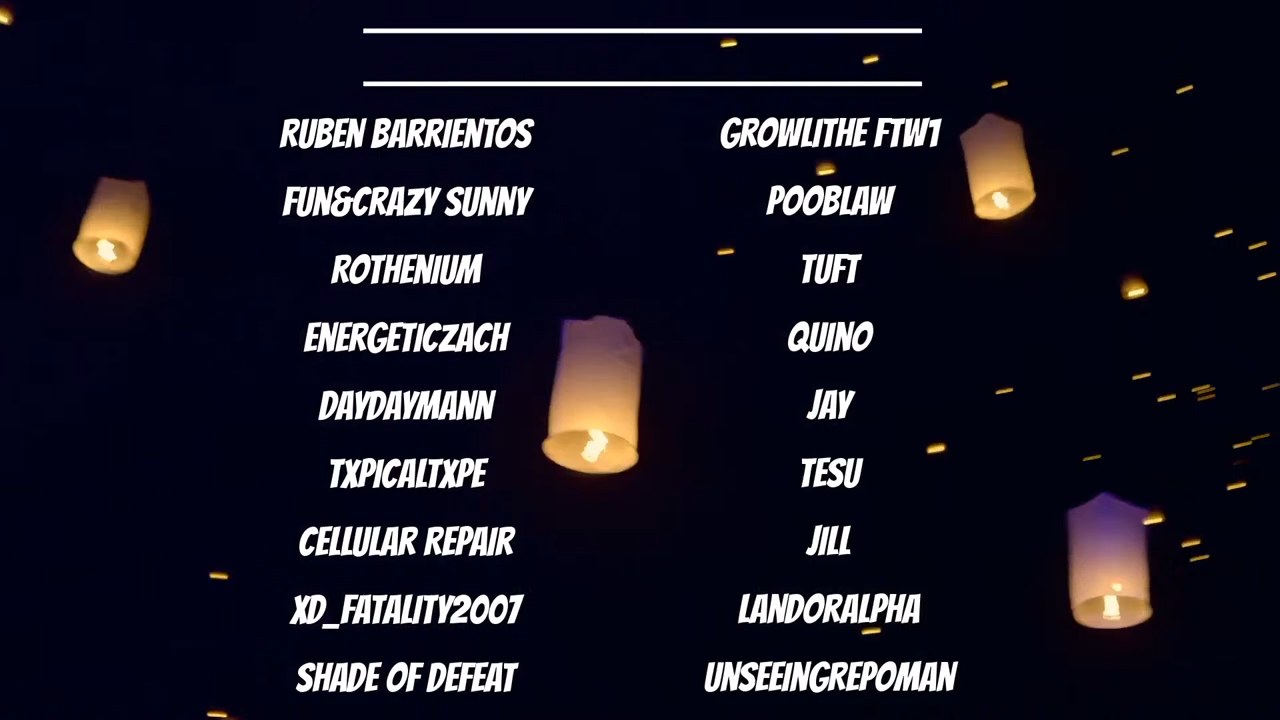 RUBEN BARRIENTOS GROWLITHE FTW1
FUN&CRAZY SUNNY POOBLAW
ROTHENIUM TUFT
ENERGETICZACH QUINO
DAYDAYMANN JAY
TXPICALTXPE TESU
CELLULAR REPAIR JILL
XD_FATALITY2007 LANDORALPHA
SHADE OF DEFEAT UNSEEINGREPOMAN